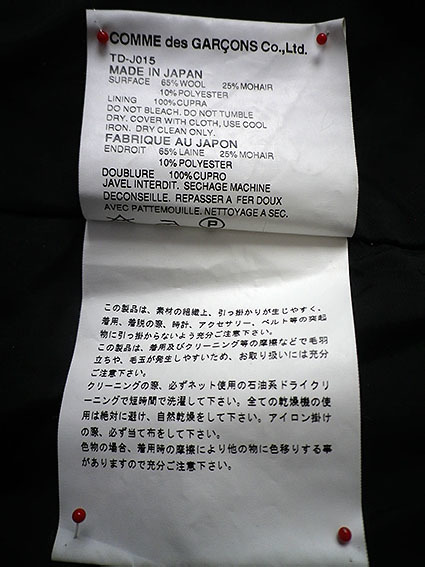 COMME des GARÇONS Co.,Ltd.
TD-J015
MADE IN JAPAN
SURFACE 65% WOOL 25% MOHAIR
10% POLYESTER
LINING 100% CUPRA
DO NOT BLEACH. DO NOT TUMBLE
DRY. COVER WITH CLOTH, USE COOL
IRON. DRY CLEAN ONLY.
FABRIQUE AU JAPON
ENDROIT 65% LAINE 25% MOHAIR
10% POLYESTER
DOUBLURE 100% CUPRO
JAVEL INTERDIT. SECHAGE MACHINE
DECONSEILLE. REPASSER A FER DOUX
AVEC PATTEMOUILLE. NETTOYAGE A SEC.
P
この製品は、素材の組織上、引っ掛かりが生じやすく、
着用、着脱の際、時計、アクセサリー、ベルト等の突起
物に引っ掛からないよう充分ご注意下さい。
この製品は、着用及びクリーニング等の摩擦などで毛羽
立ちや、毛玉が発生しやすいため、お取り扱いには充分
ご注意下さい。
クリーニングの際、必ずネット使用の石油系ドライクリ
ーニングで短時間で洗濯して下さい。全ての乾燥機の使
用は絶対に避け、自然乾燥をして下さい。アイロン掛け
の際、必ず当て布をして下さい。
色物の場合、着用時の摩擦により他の物に色移りする事
がありますので充分ご注意下さい。